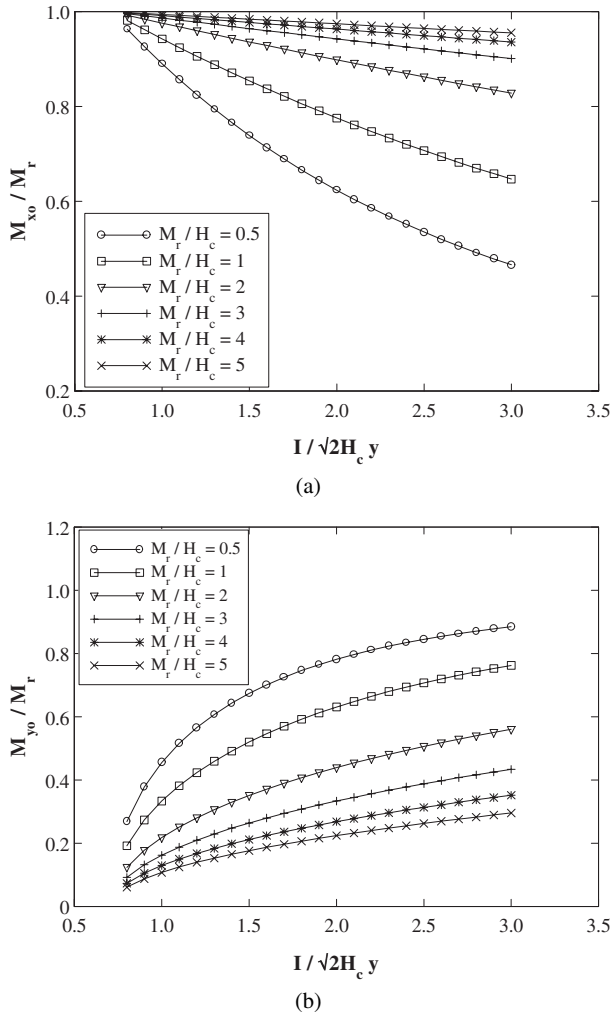 1.0
0.8
0.6
0.4
0.2
M_xo / M_r
M_r / H_c = 0.5
M_r / H_c = 1
M_r / H_c = 2
M_r / H_c = 3
M_r / H_c = 4
M_r / H_c = 5
0.5 1.0 1.5 2.0 2.5 3.0 3.5
I / √2H_c y
(a)
1.2
1.0
0.8
0.6
0.4
0.2
0
M_yo / M_r
M_r / H_c = 0.5
M_r / H_c = 1
M_r / H_c = 2
M_r / H_c = 3
M_r / H_c = 4
M_r / H_c = 5
0.5 1.0 1.5 2.0 2.5 3.0 3.5
I / √2H_c y
(b)